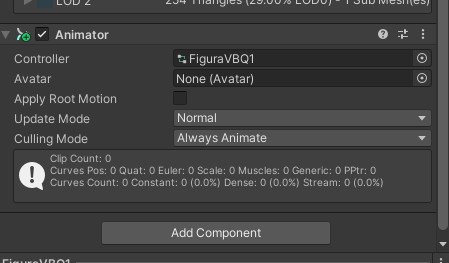 LOD 2 234 Triangles (29.00% LOD0) - 1 Sub Mesh(es)
Animator
Controller FiguraVBQ1
Avatar None (Avatar)
Apply Root Motion
Update Mode Normal
Culling Mode Always Animate
Clip Count: 0
Curves Pos: 0 Quat: 0 Euler: 0 Scale: 0 Muscles: 0 Generic: 0 PPtr: 0
Curves Count: 0 Constant: 0 (0.0%) Dense: 0 (0.0%) Stream: 0 (0.0%)
Add Component
FiguraVBQ1